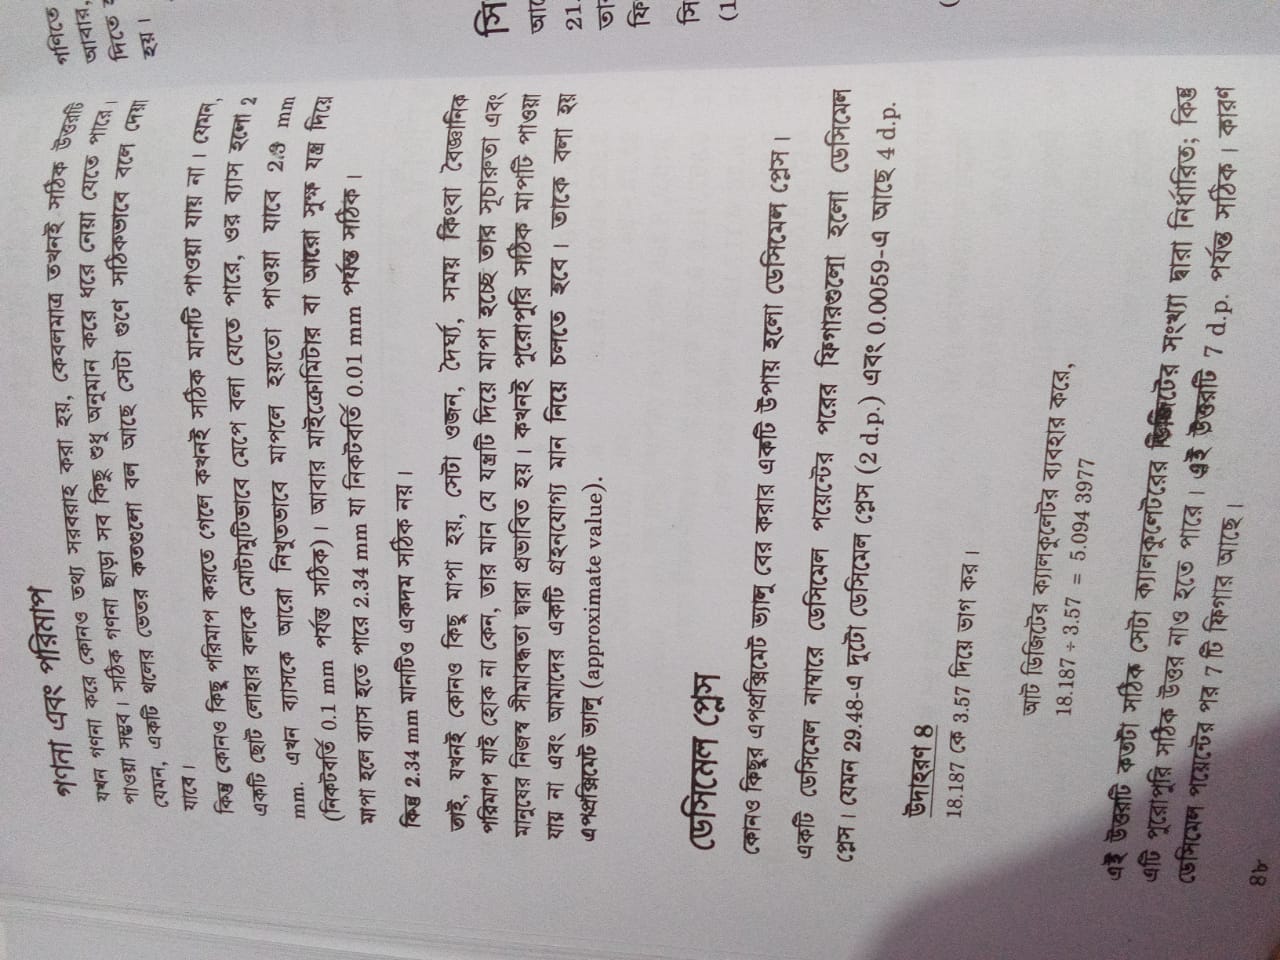 গণনা এবং পরিমাপ
যখন গণনা করে কোনও তথ্য সরবরাহ করা হয়, কেবলমাত্র তখনই সঠিক উত্তরটি
পাওয়া সম্ভব। সঠিক গণনা ছাড়া সব কিছু শুধু অনুমান করে ধরে নেয়া যেতে পারে।
যেমন, একটি থলের ভেতর কতগুলো বল আছে সেটা গুণে সঠিকভাবে বলে দেয়া
যাবে।
কিন্তু কোনও কিছু পরিমাপ করতে গেলে কখনই সঠিক মানটি পাওয়া যায় না। যেমন,
একটি ছোট লোহার বলকে মোটামুটিভাবে মেপে বলা যেতে পারে, ওর ব্যাস হলো 2
mm. এখন ব্যাসকে আরো নিখুতভাবে মাপলে হয়তো পাওয়া যাবে 2.3 mm
(নিকটবর্তি 0.1 mm পর্যন্ত সঠিক)। আবার মাইক্রোমিটার বা আরো সূক্ষ যন্ত্র দিয়ে
মাপা হলে ব্যাস হতে পারে 2.34 mm যা নিকটবর্তি 0.01 mm পর্যন্ত সঠিক।
কিন্তু 2.34 mm মানটিও একদম সঠিক নয়।
তাই, যখনই কোনও কিছু মাপা হয়, সেটা ওজন, দৈর্ঘ্য, সময় কিংবা বৈজ্ঞানিক
পরিমাপ যাই হোক না কেন, তার মান যে যন্ত্রটি দিয়ে মাপা হচ্ছে তার সূচারুতা এবং
মানুষের নিজস্ব সীমাবদ্ধতা দ্বারা প্রভাবিত হয়। কখনই পুরোপুরি সঠিক মাপটি পাওয়া
যায় না এবং আমাদের একটি গ্রহনযোগ্য মান নিয়ে চলতে হবে। তাকে বলা হয়
এপপ্রক্সিমেট ভ্যালু (approximate value).
ডেসিমেল প্লেস
কোনও কিছুর এপপ্রক্সিমেট ভ্যালু বের করার একটি উপায় হলো ডেসিমেল প্লেস।
একটি ডেসিমেল নাম্বারে ডেসিমেল পয়েন্টের পরের ফিগারগুলো হলো ডেসিমেল
প্লেস। যেমন 29.48-এ দুটো ডেসিমেল প্লেস (2 d.p.) এবং 0.0059-এ আছে 4 d.p.
উদাহরণ 8
18.187 কে 3.57 দিয়ে ভাগ কর।
আট ডিজিটের ক্যালকুলেটর ব্যবহার করে,
18.187 ÷ 3.57 = 5.094 3977
এই উত্তরটি কতটা সঠিক সেটা ক্যালকুলেটরের ডিজিটের সংখ্যা দ্বারা নির্ধারিত; কিন্তু
এটি পুরোপুরি সঠিক উত্তর নাও হতে পারে। এই উত্তরটি 7 d.p. পর্যন্ত সঠিক। কারণ
ডেসিমেল পয়েন্টের পর 7 টি ফিগার আছে।
৪৮
গণিতে
আবার,
দিতে
হয়।
সি
21.
ফি
সি
(1
(